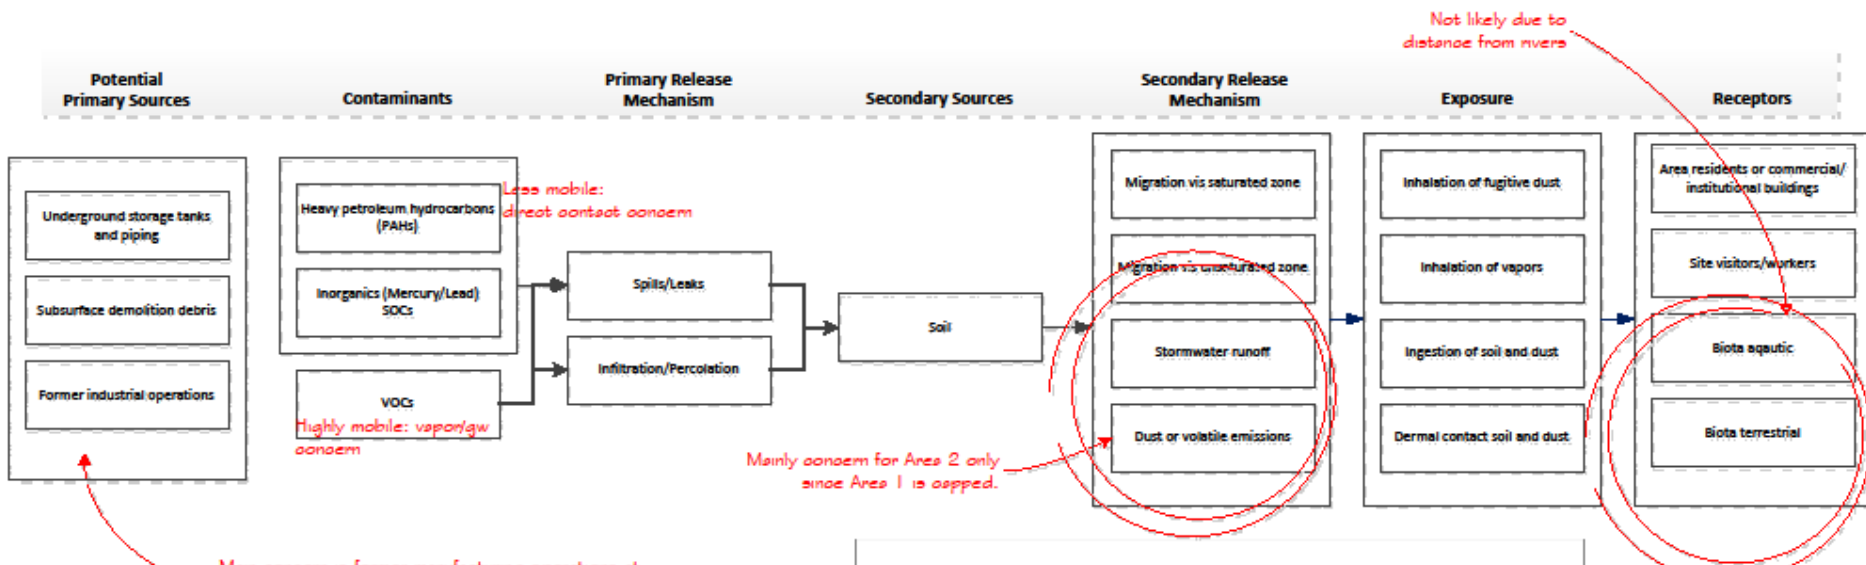 Not likely due to
distance from rivers
Potential
Primary Sources
Contaminants
Primary Release
Mechanism
Secondary Sources
Secondary Release
Mechanism
Exposure
Receptors
Underground storage tanks
and piping
Subsurface demolition debris
Former industrial operations
Heavy petroleum hydrocarbons
(PAHs)
Less mobile:
direct contact concern
Inorganics (Mercury/Lead)
SOCs
VOCs
Highly mobile: vapor/gw
concern
Spills/Leaks
Infiltration/Percolation
Soil
Migration vis saturated zone
Migration vis unsaturated zone
Stormwater runoff
Dust or volatile emissions
Mainly concern for Area 2 only
since Area 1 is capped.
Inhalation of fugitive dust
Inhalation of vapors
Ingestion of soil and dust
Dermal contact soil and dust
Area residents or commercial/
institutional buildings
Site visitors/workers
Biota aqautic
Biota terrestrial